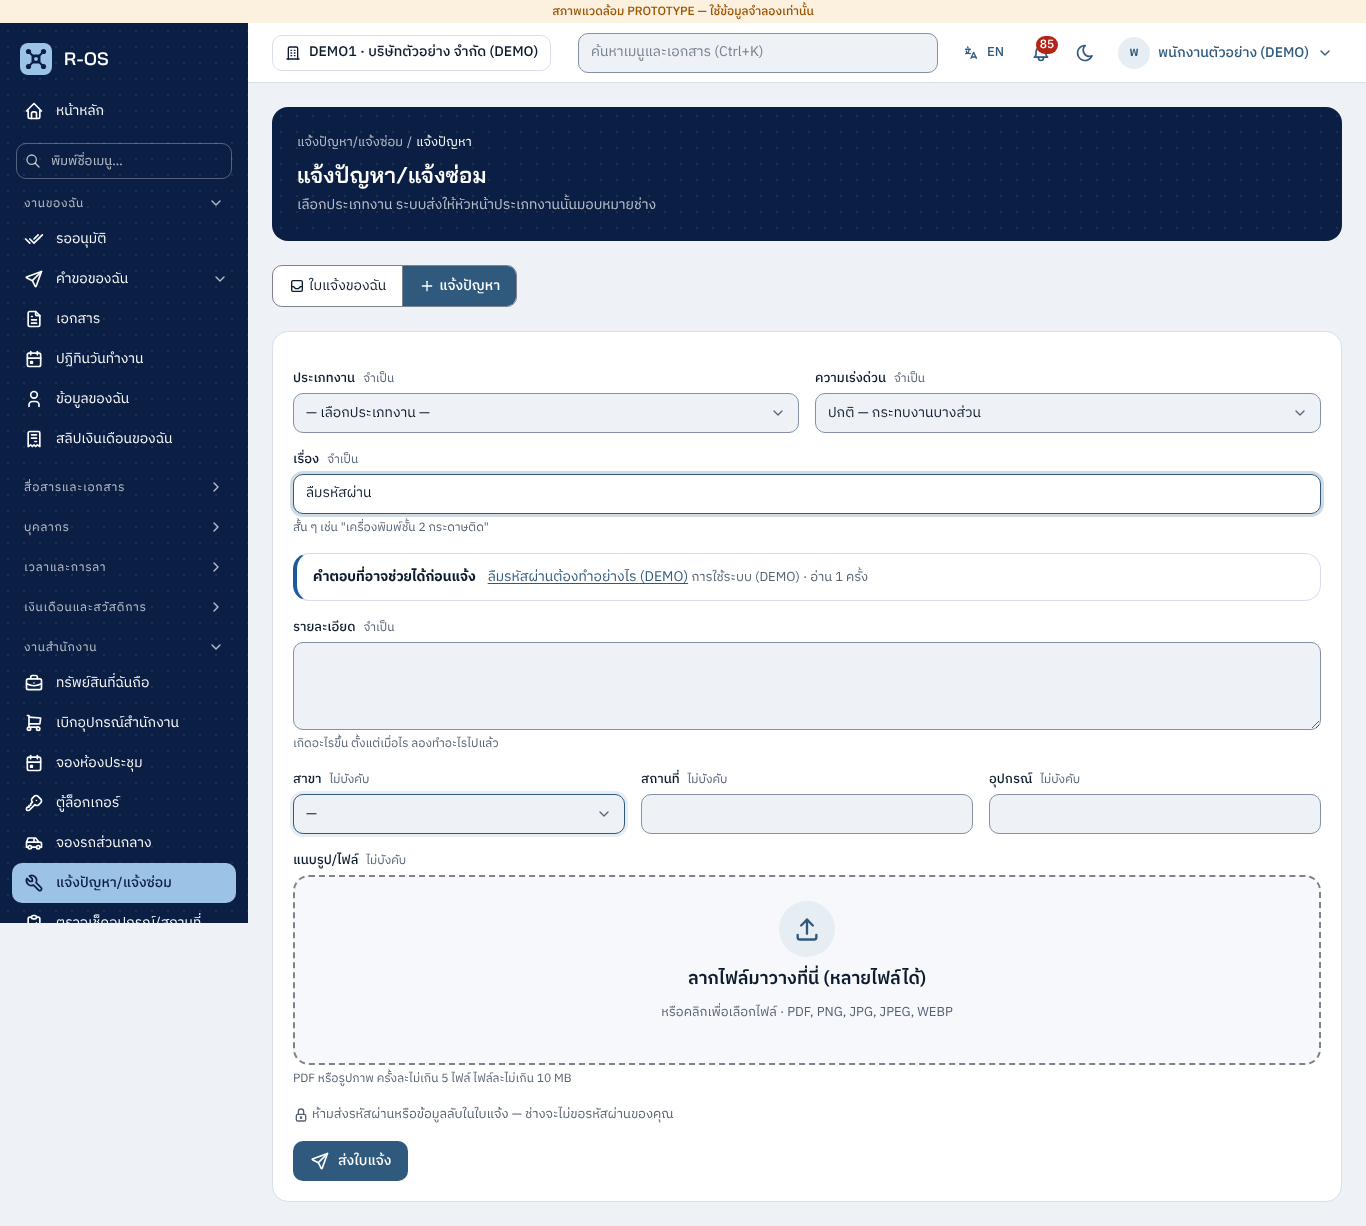 สภาพแวดล้อม PROTOTYPE — ใช้ข้อมูลจำลองเท่านั้น
R-OS
DEMO1 · บริษัทตัวอย่าง จำกัด (DEMO)
ค้นหาเมนูและเอกสาร (Ctrl+K)
EN
85
พ
พนักงานตัวอย่าง (DEMO)
หน้าหลัก
พิมพ์ชื่อเมนู...
งานของฉัน
รออนุมัติ
คำขอของฉัน
เอกสาร
ปฏิทินวันทำงาน
ข้อมูลของฉัน
สลิปเงินเดือนของฉัน
สื่อสารและเอกสาร
บุคลากร
เวลาและการลา
เงินเดือนและสวัสดิการ
งานสำนักงาน
ทรัพย์สินที่ฉันถือ
เบิกอุปกรณ์สำนักงาน
จองห้องประชุม
ตู้ล็อกเกอร์
จองรถส่วนกลาง
แจ้งปัญหา/แจ้งซ่อม
ตรวจเช็คอุปกรณ์/สถานที่
แจ้งปัญหา/แจ้งซ่อม / แจ้งปัญหา
แจ้งปัญหา/แจ้งซ่อม
เลือกประเภทงาน ระบบส่งให้หัวหน้าประเภทงานนั้นมอบหมายช่าง
ใบแจ้งของฉัน
แจ้งปัญหา
ประเภทงาน จำเป็น
— เลือกประเภทงาน —
ความเร่งด่วน จำเป็น
ปกติ — กระทบงานบางส่วน
เรื่อง จำเป็น
ลืมรหัสผ่าน
สั้น ๆ เช่น "เครื่องพิมพ์ชั้น 2 กระดาษติด"
คำตอบที่อาจช่วยได้ก่อนแจ้ง ลืมรหัสผ่านต้องทำอย่างไร (DEMO) การใช้ระบบ (DEMO) · อ่าน 1 ครั้ง
รายละเอียด จำเป็น
เกิดอะไรขึ้น ตั้งแต่เมื่อไร ลองทำอะไรไปแล้ว
สาขา ไม่บังคับ
—
สถานที่ ไม่บังคับ
อุปกรณ์ ไม่บังคับ
แนบรูป/ไฟล์ ไม่บังคับ
ลากไฟล์มาวางที่นี่ (หลายไฟล์ได้)
หรือคลิกเพื่อเลือกไฟล์ · PDF, PNG, JPG, JPEG, WEBP
PDF หรือรูปภาพ ครั้งละไม่เกิน 5 ไฟล์ ไฟล์ละไม่เกิน 10 MB
ห้ามส่งรหัสผ่านหรือข้อมูลลับในใบแจ้ง — ช่างจะไม่ขอรหัสผ่านของคุณ
ส่งใบแจ้ง